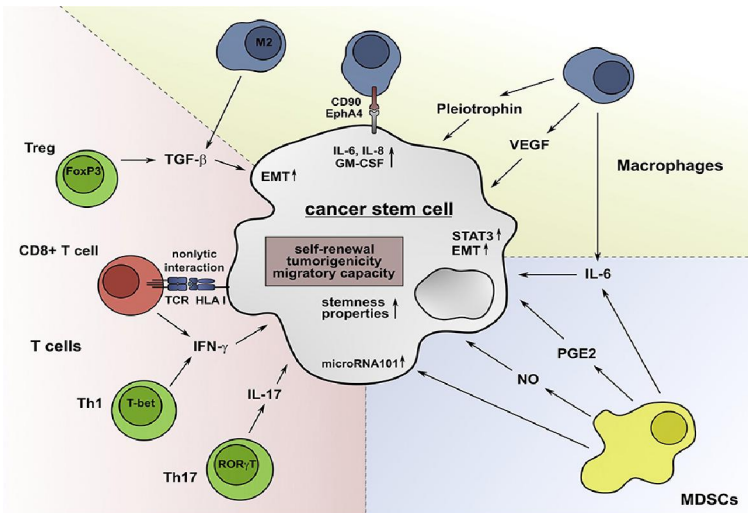 M2
CD90
EphA4
Pleiotrophin
VEGF
Macrophages
Treg
FoxP3
TGF-β
EMT↑
IL-6, IL-8
GM-CSF ↑
cancer stem cell
STAT3↑
EMT↑
self-renewal
tumorigenicity
migratory capacity
CD8+ T cell
nonlytic
interaction
TCR HLA I
stemness
properties ↑
IL-6
T cells
IFN-γ
microRNA101↑
PGE2
NO
Th1
T-bet
IL-17
Th17
RORγT
MDSCs